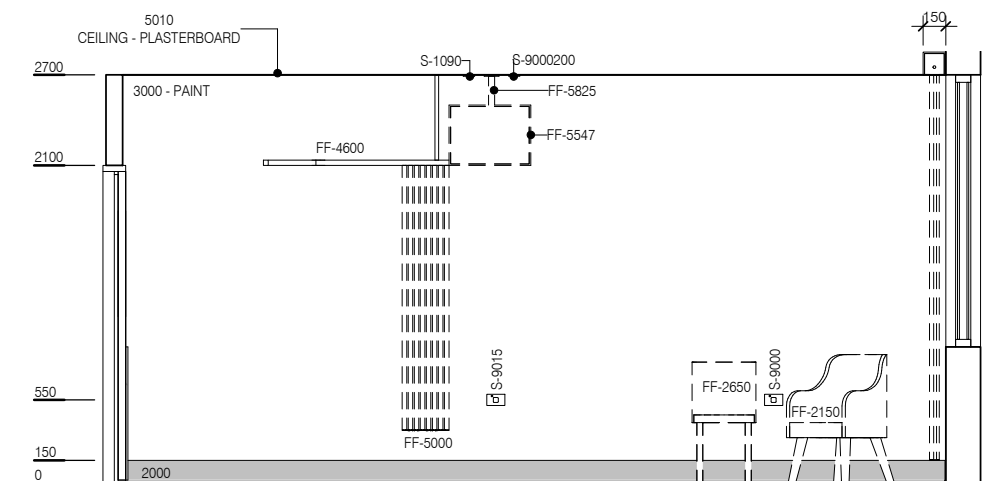 5010
CEILING - PLASTERBOARD
150
2700
3000 - PAINT
S-1090
S-9000200
FF-5825
FF-5547
FF-4600
2100
S-9015
S-9000
FF-2650
550
FF-2150
FF-5000
150
0
2000